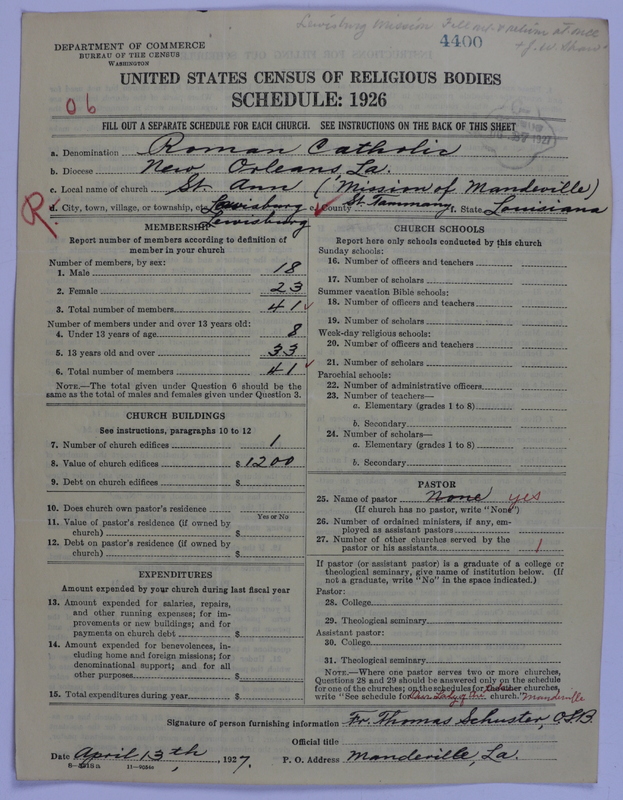 Lewisburg Mission.
4400
DEPARTMENT OF COMMERCE
BUREAU OF THE CENSUS
WASHINGTON
UNITED STATES CENSUS OF RELIGIOUS BODIES
SCHEDULE: 1926
06
FILL OUT A SEPARATE SCHEDULE FOR EACH CHURCH. SEE INSTRUCTIONS ON THE BACK OF THIS SHEET
a. Denomination Roman Catholic
b. Diocese New Orleans, La.
c. Local name of church St. Ann (Mission of Mandeville)
d. City, town, village, or township, etc. Lewisburg e. County St. Tammany f. State Louisiana
Lewisburg
R.
MEMBERSHIP
Report number of members according to definition of
member in your church
Number of members, by sex:
1. Male 18
2. Female 23
3. Total number of members 41
Number of members under and over 13 years old:
4. Under 13 years of age 8
5. 13 years old and over 33
6. Total number of members 41
NOTE.—The total given under Question 6 should be the
same as the total of males and females given under Question 3.
CHURCH BUILDINGS
See instructions, paragraphs 10 to 12
7. Number of church edifices 1
8. Value of church edifices $ 1200
9. Debt on church edifices $
10. Does church own pastor's residence
Yes or No
11. Value of pastor's residence (if owned by
church) $
12. Debt on pastor's residence (if owned by
church) $
EXPENDITURES
Amount expended by your church during last fiscal year
13. Amount expended for salaries, repairs,
and other running expenses; for im-
provements or new buildings; and for
payments on church debt $
14. Amount expended for benevolences, in-
cluding home and foreign missions; for
denominational support; and for all
other purposes $
15. Total expenditures during year $
CHURCH SCHOOLS
Report here only schools conducted by this church
Sunday schools:
16. Number of officers and teachers
17. Number of scholars
Summer vacation Bible schools:
18. Number of officers and teachers
19. Number of scholars
Week-day religious schools:
20. Number of officers and teachers
21. Number of scholars
Parochial schools:
22. Number of administrative officers
23. Number of teachers—
a. Elementary (grades 1 to 8)
b. Secondary
24. Number of scholars—
a. Elementary (grades 1 to 8)
b. Secondary
PASTOR
25. Name of pastor None yes
(If church has no pastor, write "None")
26. Number of ordained ministers, if any, em-
ployed as assistant pastors
27. Number of other churches served by the
pastor or his assistants 1
If pastor (or assistant pastor) is a graduate of a college or
theological seminary, give name of institution below. (If
not a graduate, write "No" in the space indicated.)
Pastor:
28. College
29. Theological seminary
Assistant pastor:
30. College
31. Theological seminary
NOTE.—Where one pastor serves two or more churches,
Questions 28 and 29 should be answered only on the schedule
for one of the churches; on the schedules for the other churches,
write "See schedule for Our Lady of the Lake church." Mandeville
Signature of person furnishing information Fr. Thomas Schuster, O.S.B.
Official title
Date April 13th, 1927. P. O. Address Mandeville, La.